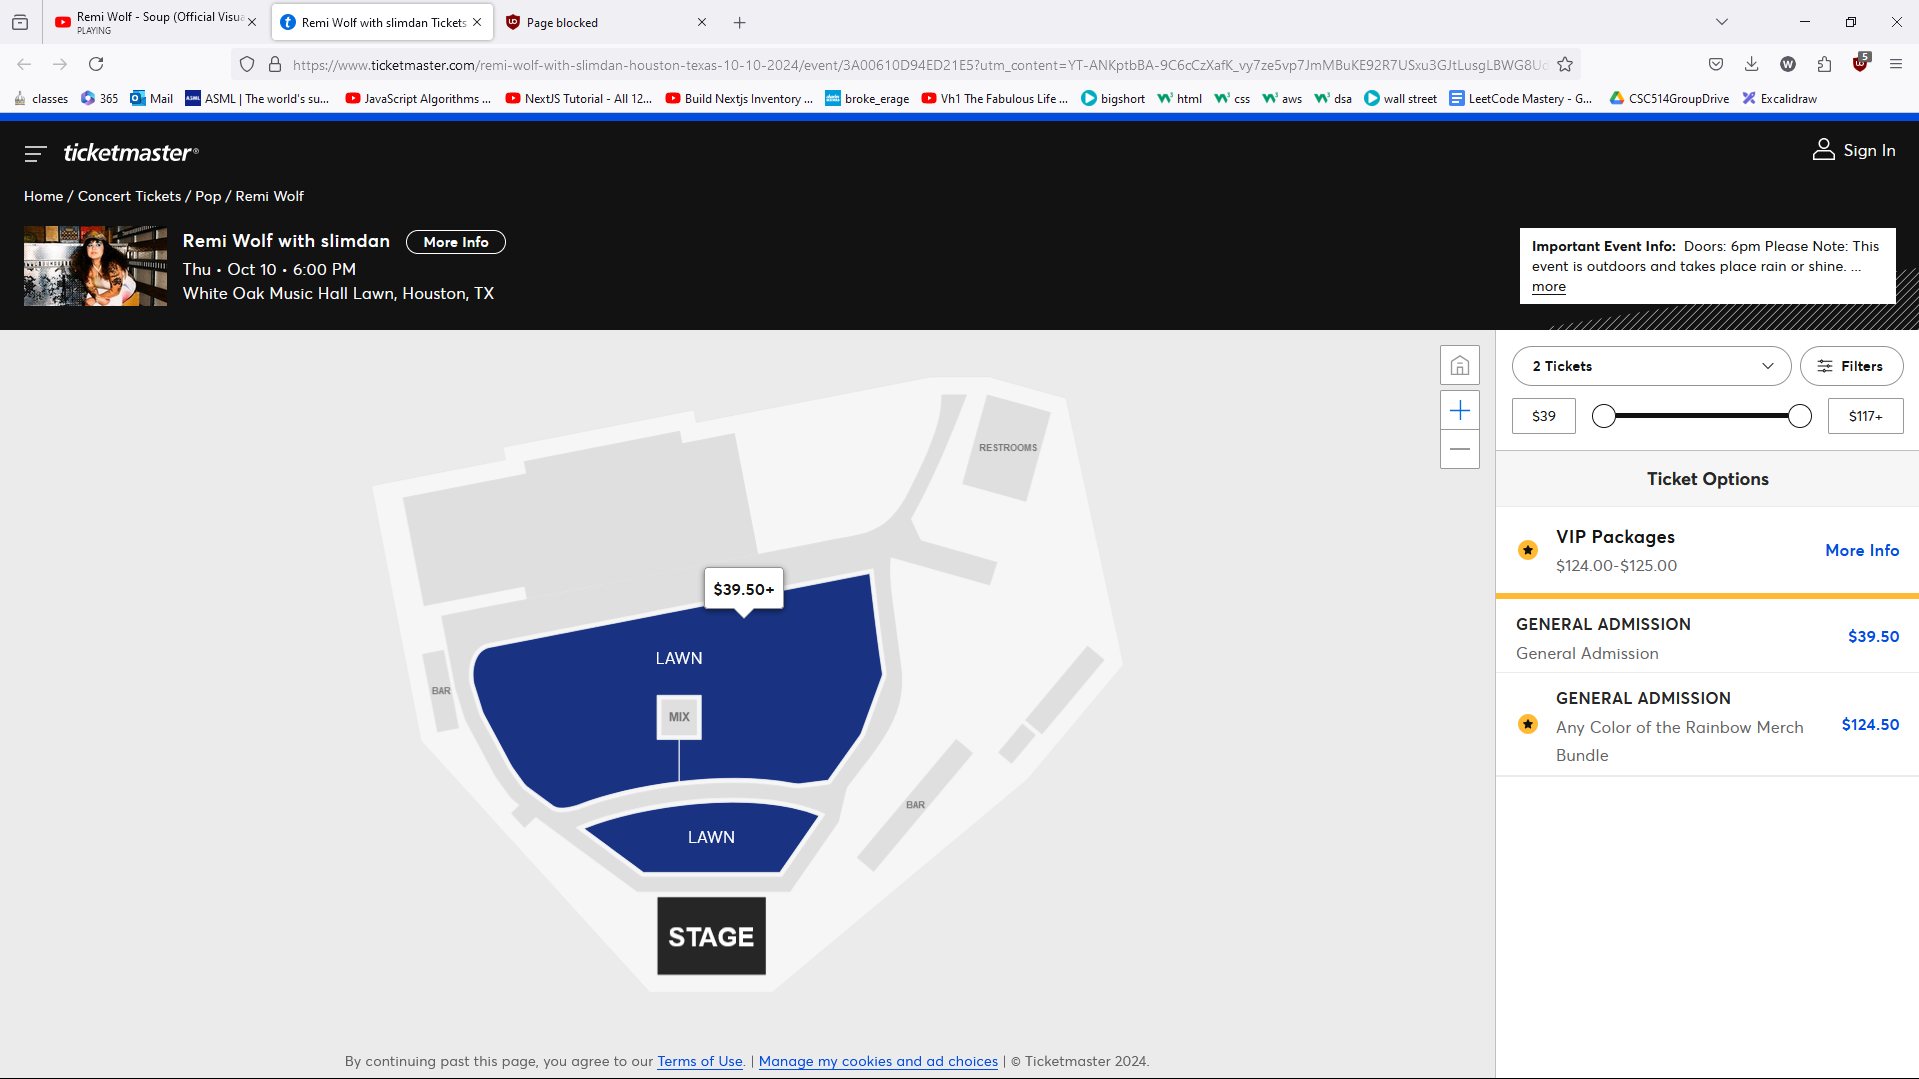 Remi Wolf - Soup (Official Visua
PLAYING
Remi Wolf with slimdan Tickets
Page blocked
https://www.ticketmaster.com/remi-wolf-with-slimdan-houston-texas-10-10-2024/event/3A00610D94ED21E5?utm_content=YT-ANKptbBA-9C6cCzXafK_vy7ze5vp7JmMBuKE92R7USxu3GJtLusgLBWG8Ud
5
classes
365
Mail
ASML | The world's su...
JavaScript Algorithms ...
NextJS Tutorial - All 12...
Build Nextjs Inventory ...
broke_erage
Vh1 The Fabulous Life ...
bigshort
html
css
aws
dsa
wall street
LeetCode Mastery - G...
CSC514GroupDrive
Excalidraw
ticketmaster®
Sign In
Home / Concert Tickets / Pop / Remi Wolf
Remi Wolf with slimdan
More Info
Thu • Oct 10 • 6:00 PM
White Oak Music Hall Lawn, Houston, TX
Important Event Info: Doors: 6pm Please Note: This
event is outdoors and takes place rain or shine. ...
more
2 Tickets
Filters
$39
$117+
Ticket Options
VIP Packages
$124.00-$125.00
More Info
GENERAL ADMISSION
General Admission
$39.50
GENERAL ADMISSION
Any Color of the Rainbow Merch
Bundle
$124.50
RESTROOMS
$39.50+
LAWN
BAR
MIX
BAR
LAWN
STAGE
By continuing past this page, you agree to our Terms of Use. | Manage my cookies and ad choices | © Ticketmaster 2024.